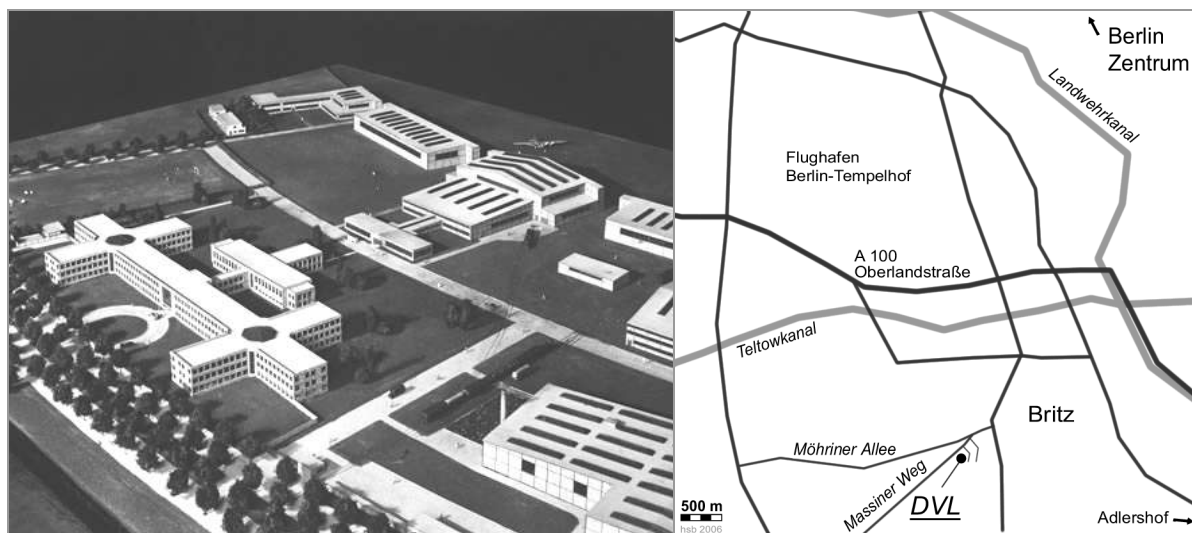 Berlin
Zentrum
Landwehrkanal
Flughafen
Berlin-Tempelhof
A 100
Oberlandstraße
Teltowkanal
Britz
Möhriner Allee
Massiner Weg
DVL
500 m
hsb 2006
Adlershof